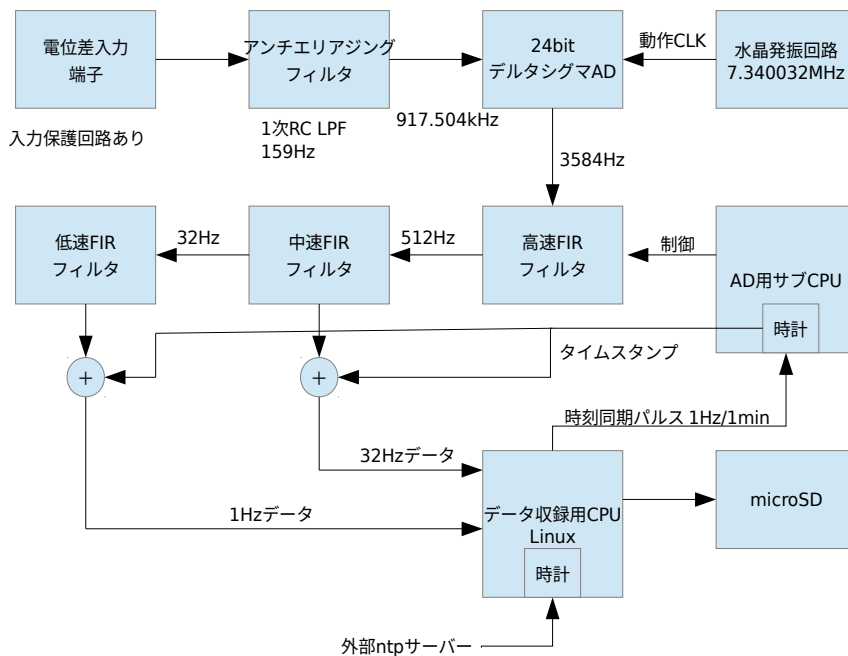 電位差入力
端子
アンチエリアジング
フィルタ
24bit
デルタシグマAD
動作CLK
水晶発振回路
7.340032MHz
入力保護回路あり
1次RC LPF
159Hz
917.504kHz
3584Hz
低速FIR
フィルタ
32Hz
中速FIR
フィルタ
512Hz
高速FIR
フィルタ
制御
AD用サブCPU
時計
+
+
タイムスタンプ
時刻同期パルス 1Hz/1min
32Hzデータ
1Hzデータ
データ収録用CPU
Linux
時計
microSD
外部ntpサーバー